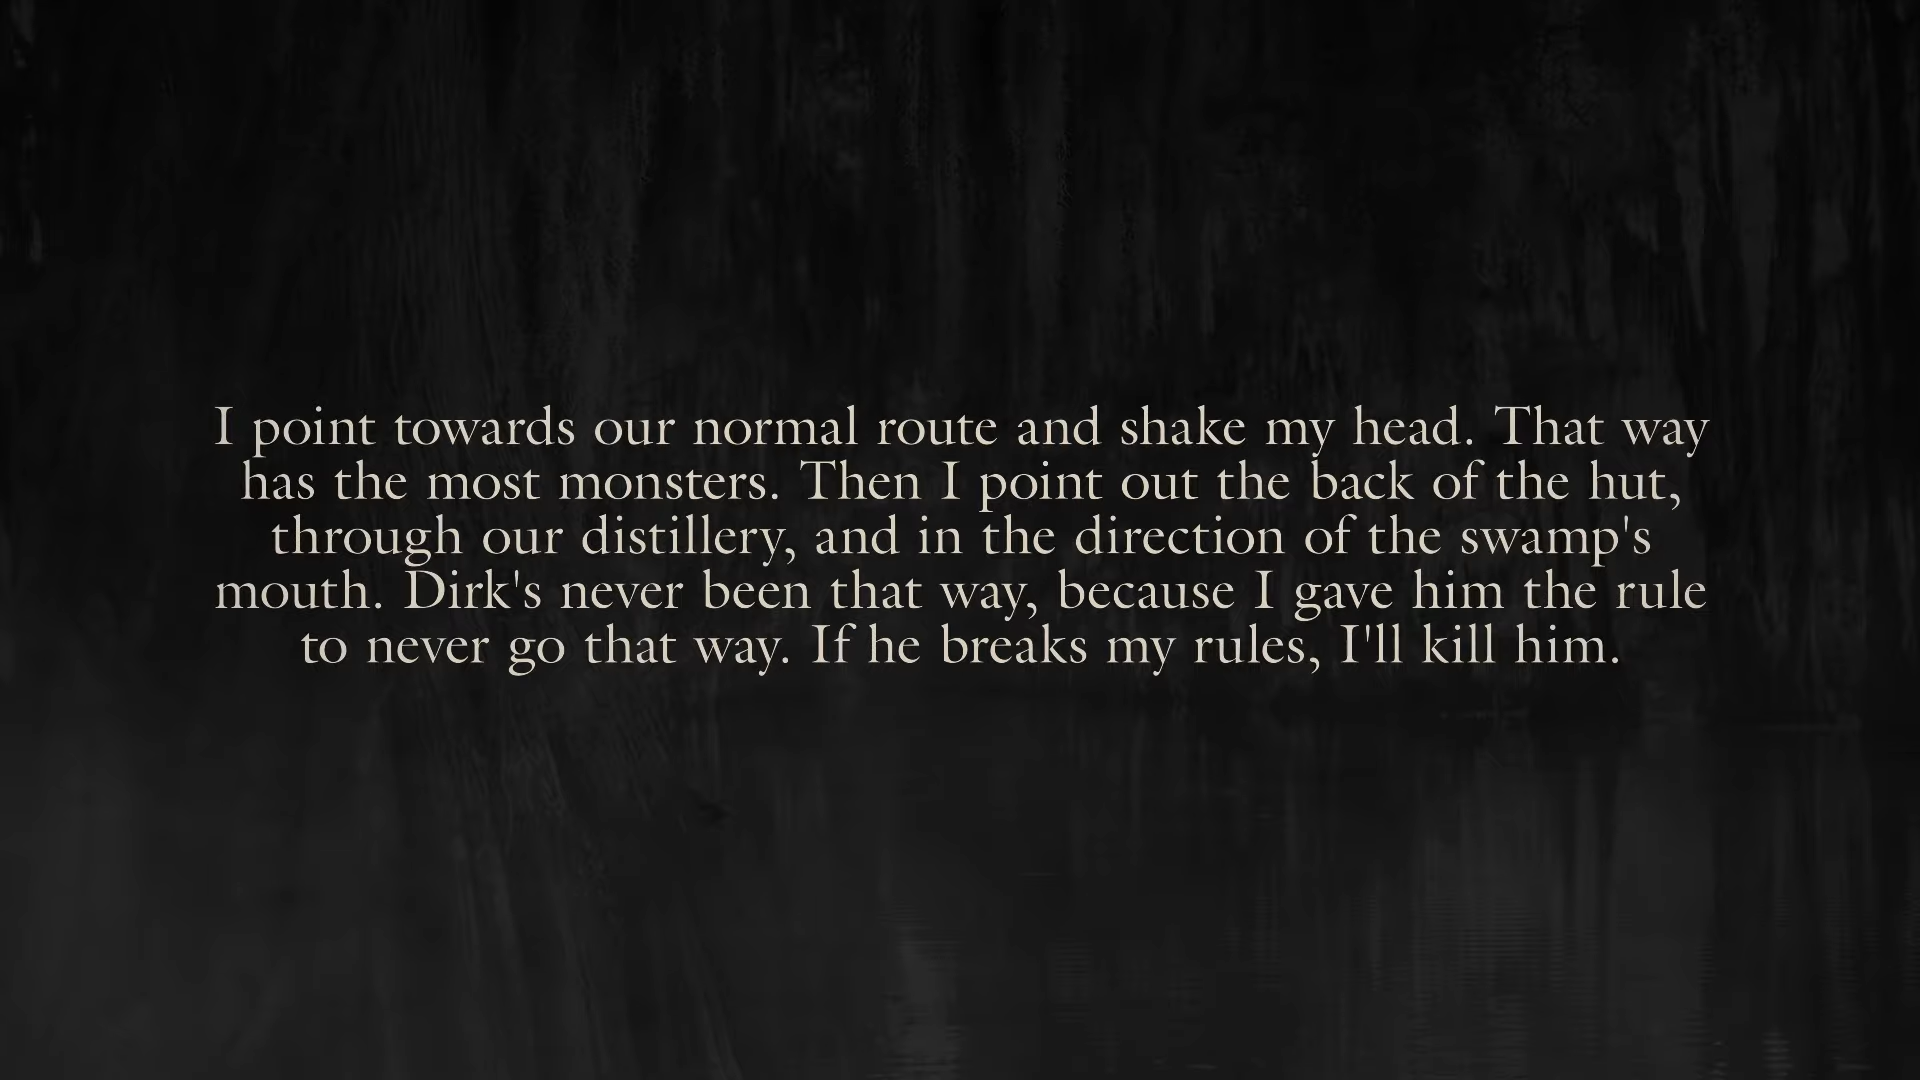 I point towards our normal route and shake my head. That way
has the most monsters. Then I point out the back of the hut,
through our distillery, and in the direction of the swamp's
mouth. Dirk's never been that way, because I gave him the rule
to never go that way. If he breaks my rules, I'll kill him.